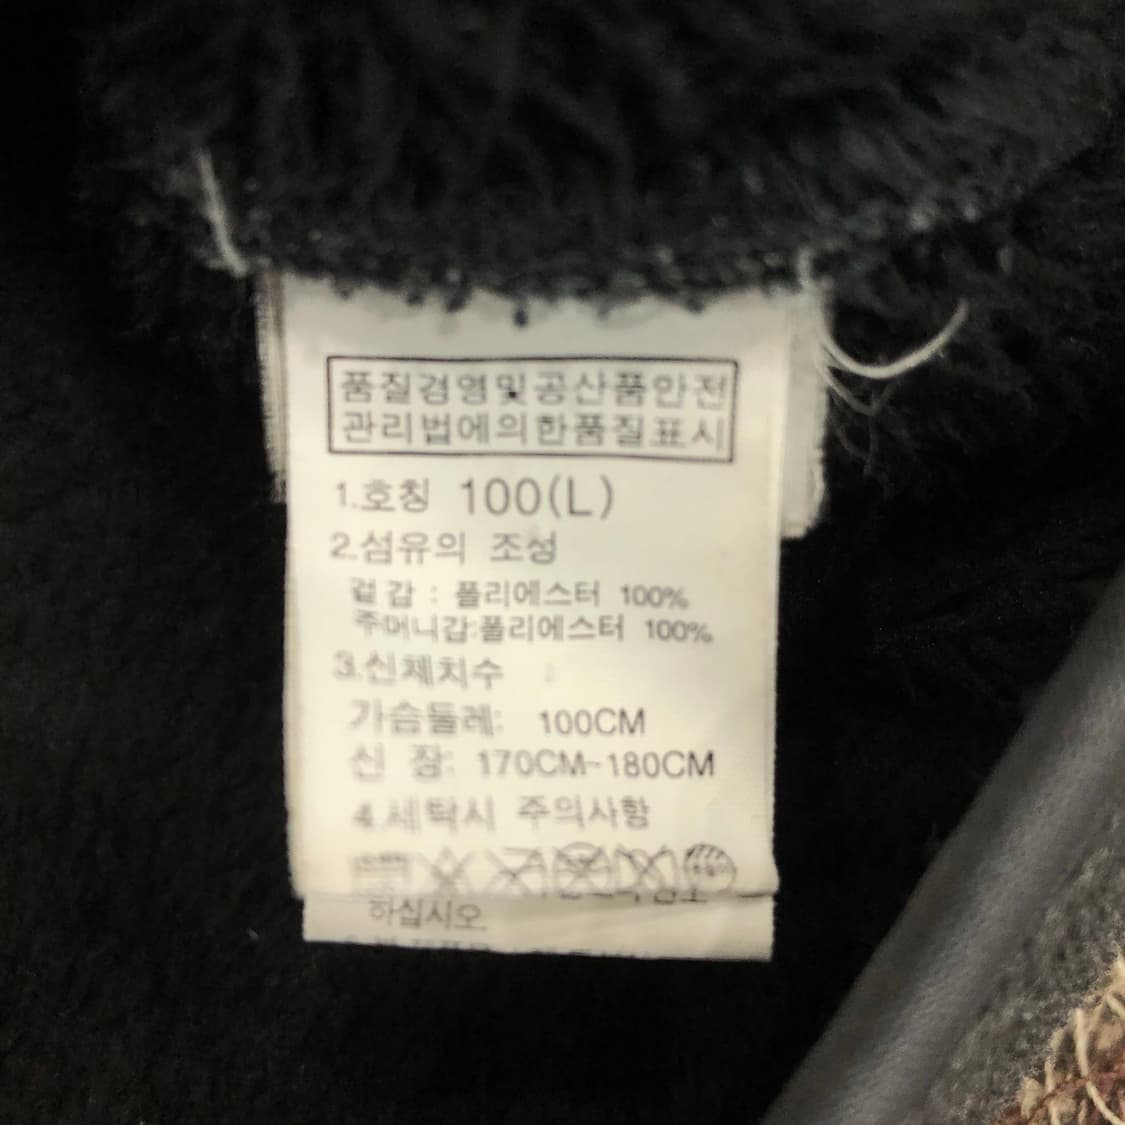 품질경영및공산품안전
관리법에의한품질표시
1.호칭 100(L)
2.섬유의 조성
겉감 : 폴리에스터 100%
주머니감:폴리에스터 100%
3.신체치수
가슴둘레: 100CM
신 장: 170CM~180CM
4.세탁시 주의사항
하십시오